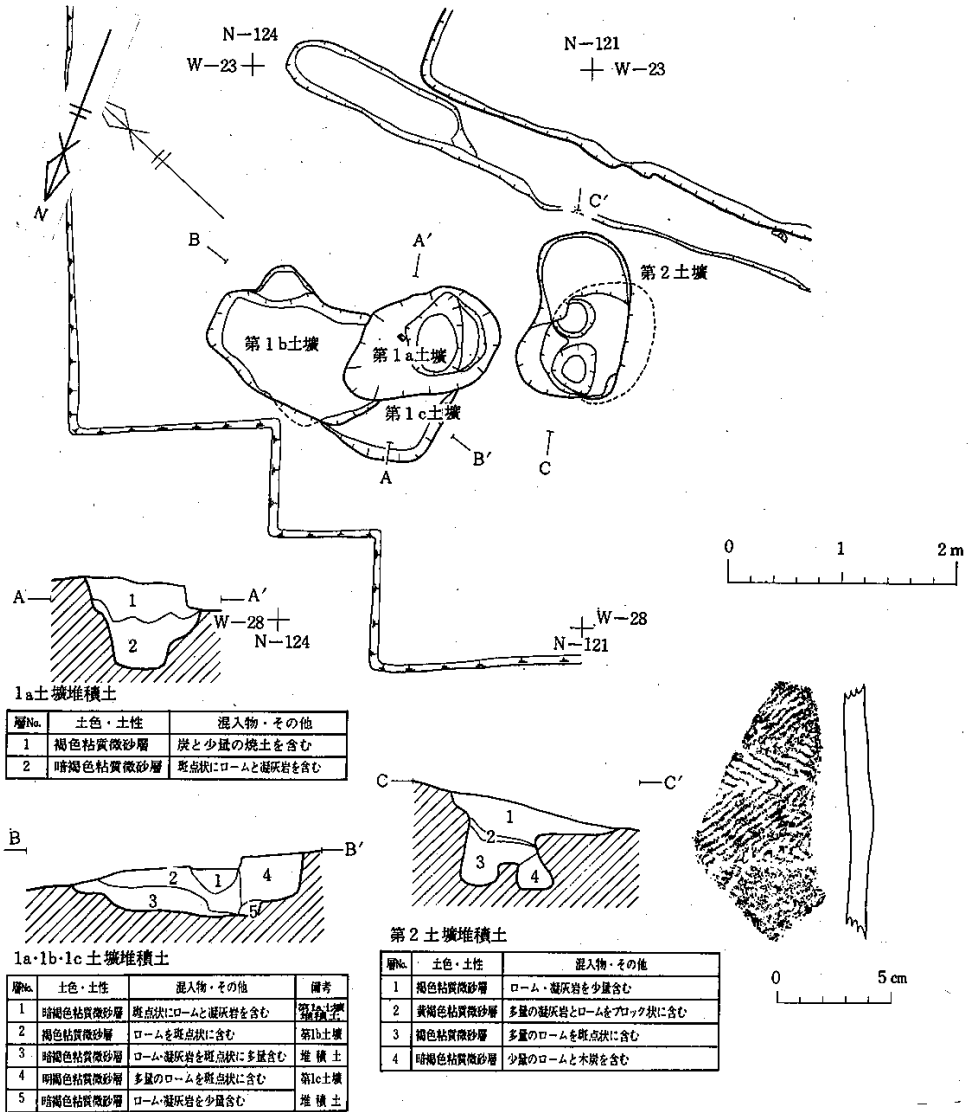 N-124
W-23
N-121
W-23
N
C′
B
A′
第2土壙
第1b土壙
第1a土壙
第1c土壙
B′
A
C
0 1 2m
A
A′
1
2
W-28
N-124
W-28
N-121
1a土壙堆積土
層No. 土色・土性 混入物・その他
1 褐色粘質微砂層 炭と少量の焼土を含む
2 暗褐色粘質微砂層 斑点状にロームと凝灰岩を含む
C
C′
1
2
3
4
B
B′
2 1 4
3 5
1a・1b・1c土壙堆積土
層No. 土色・土性 混入物・その他 備考
1 暗褐色粘質微砂層 斑点状にロームと凝灰岩を含む 第1a土壙堆積土
2 褐色粘質微砂層 ロームを斑点状に含む 第1b土壙
3 暗褐色粘質微砂層 ローム・凝灰岩を斑点状に多量含む 堆積土
4 明褐色粘質微砂層 多量のロームを斑点状に含む 第1c土壙
5 暗褐色粘質微砂層 ローム・凝灰岩を少量含む 堆積土
第2土壙堆積土
層No. 土色・土性 混入物・その他
1 褐色粘質微砂層 ローム・凝灰岩を少量含む
2 黄褐色粘質微砂層 多量の凝灰岩とロームをブロック状に含む
3 褐色粘質微砂層 多量のロームを斑点状に含む
4 暗褐色粘質微砂層 少量のロームと木炭を含む
0 5cm